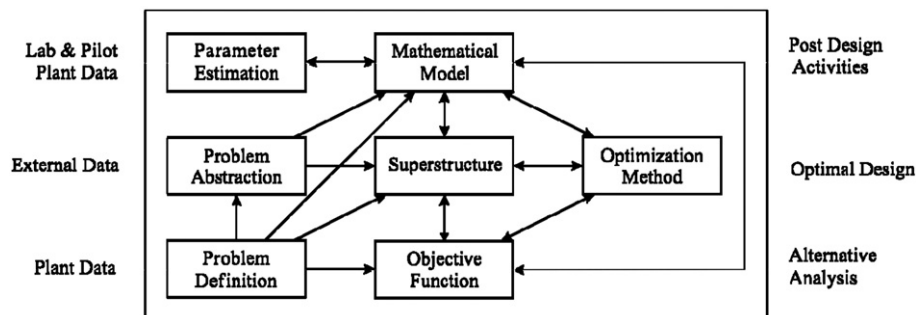 Lab & Pilot
Plant Data
Parameter
Estimation
Mathematical
Model
Post Design
Activities
External Data
Problem
Abstraction
Superstructure
Optimization
Method
Optimal Design
Plant Data
Problem
Definition
Objective
Function
Alternative
Analysis